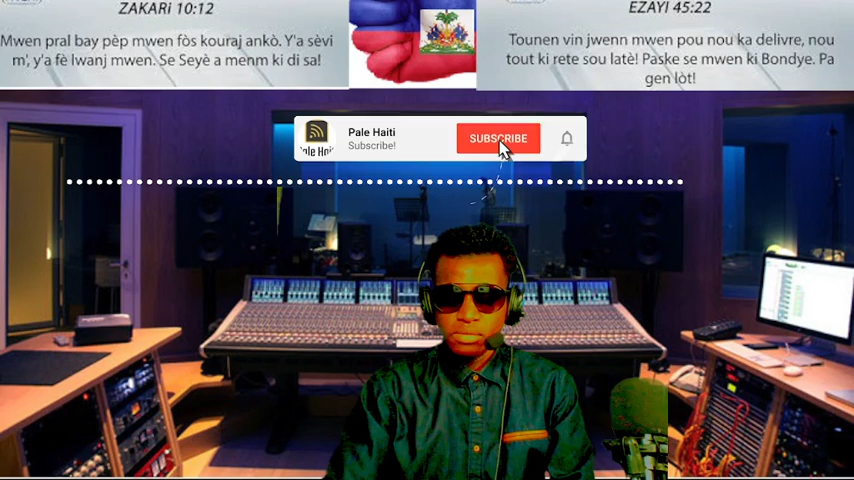 ZAKARi 10:12
Mwen pral bay pèp mwen fòs kouraj ankò. Y'a sèvi
m', y'a fè lwanj mwen. Se Seyè a menm ki di sa!
EZAYI 45:22
Tounen vin jwenn mwen pou nou ka delivre, nou
tout ki rete sou latè! Paske se mwen ki Bondye. Pa
gen lòt!
Pale Haiti
Subscribe!
SUBSCRIBE